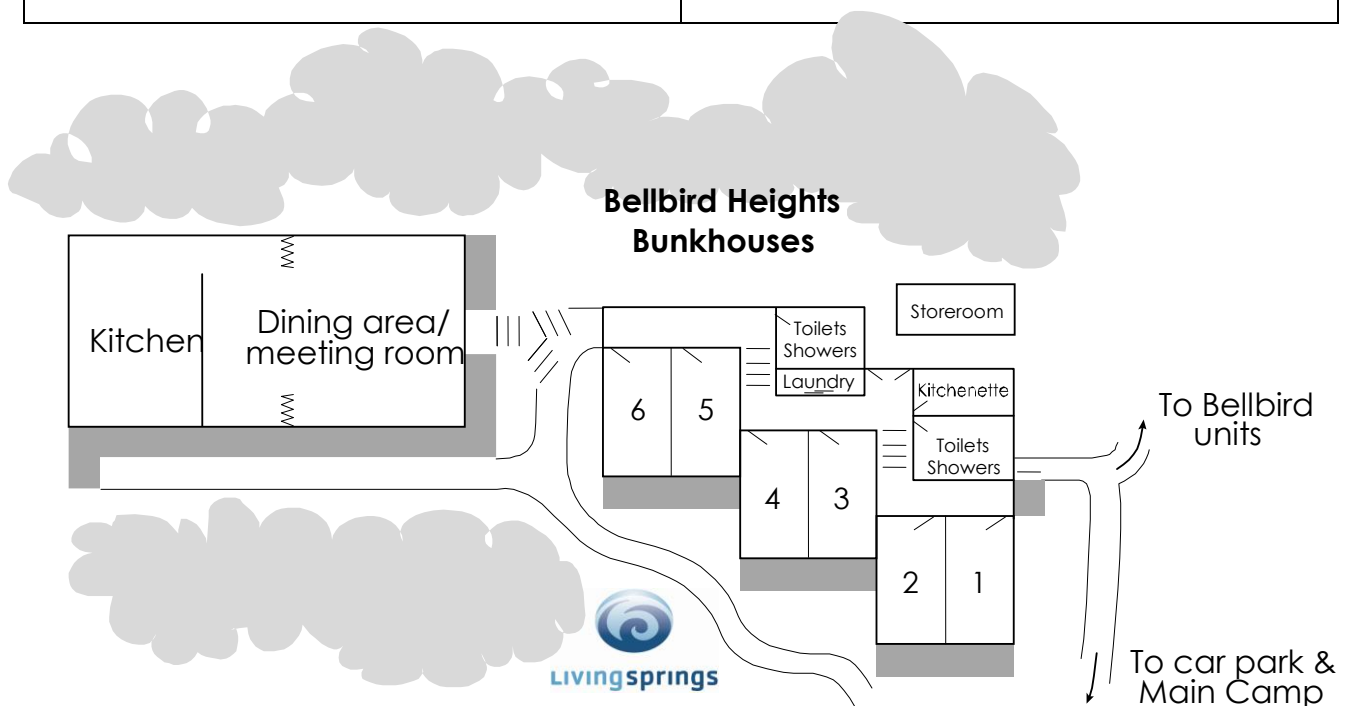 Bellbird Heights
Bunkhouses
Storeroom
Kitchen
Dining area/
meeting room
Toilets
Showers
Laundry
Kitchenette
6
5
To Bellbird
units
Toilets
Showers
4
3
2
1
Livingsprings
To car park &
Main Camp